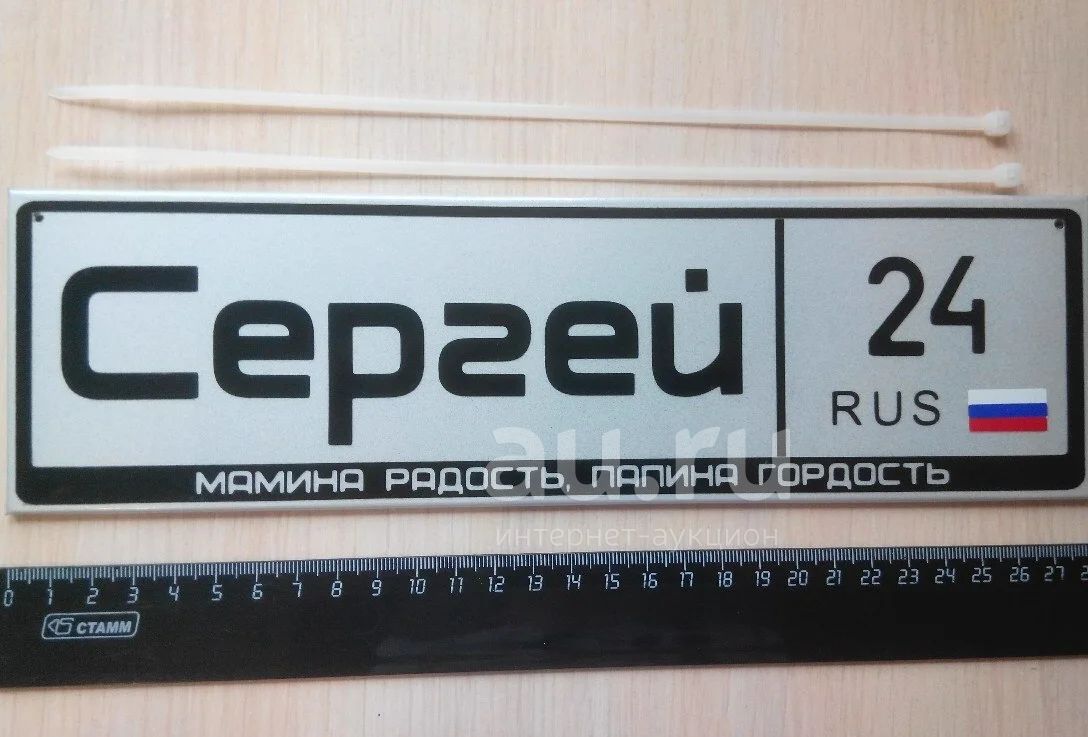 Сергей
24
RUS
МАМИНА РАДОСТЬ, ПАПИНА ГОРДОСТЬ
au.ru
интернет-аукцион
0 1 2 3 4 5 6 7 8 9 10 11 12 13 14 15 16 17 18 19 20 21 22 23 24 25 26 27
СТАММ